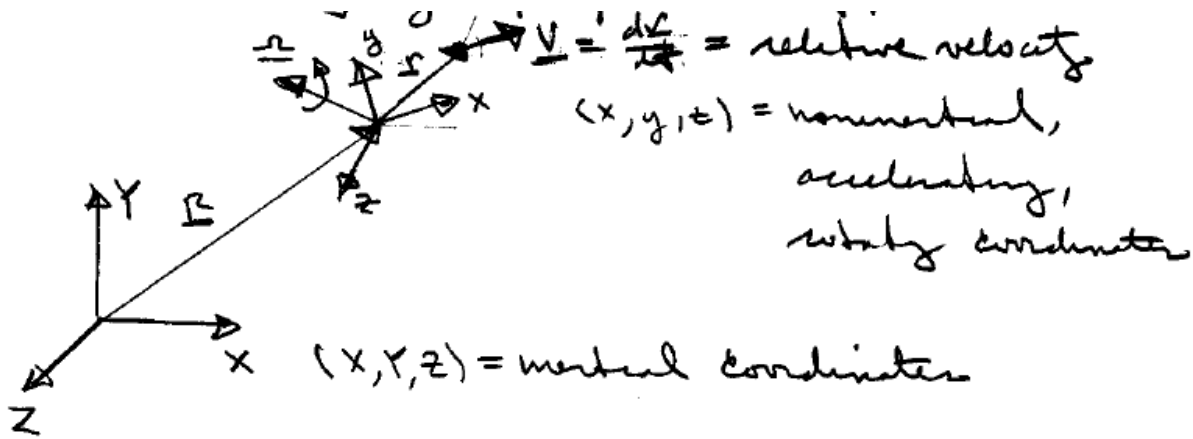 Ω y r V = dr/dt = relative velocity
x (x, y, z) = noninertial,
accelerating,
z
Y R
rotating coordinates
X (X, Y, Z) = inertial coordinates
Z